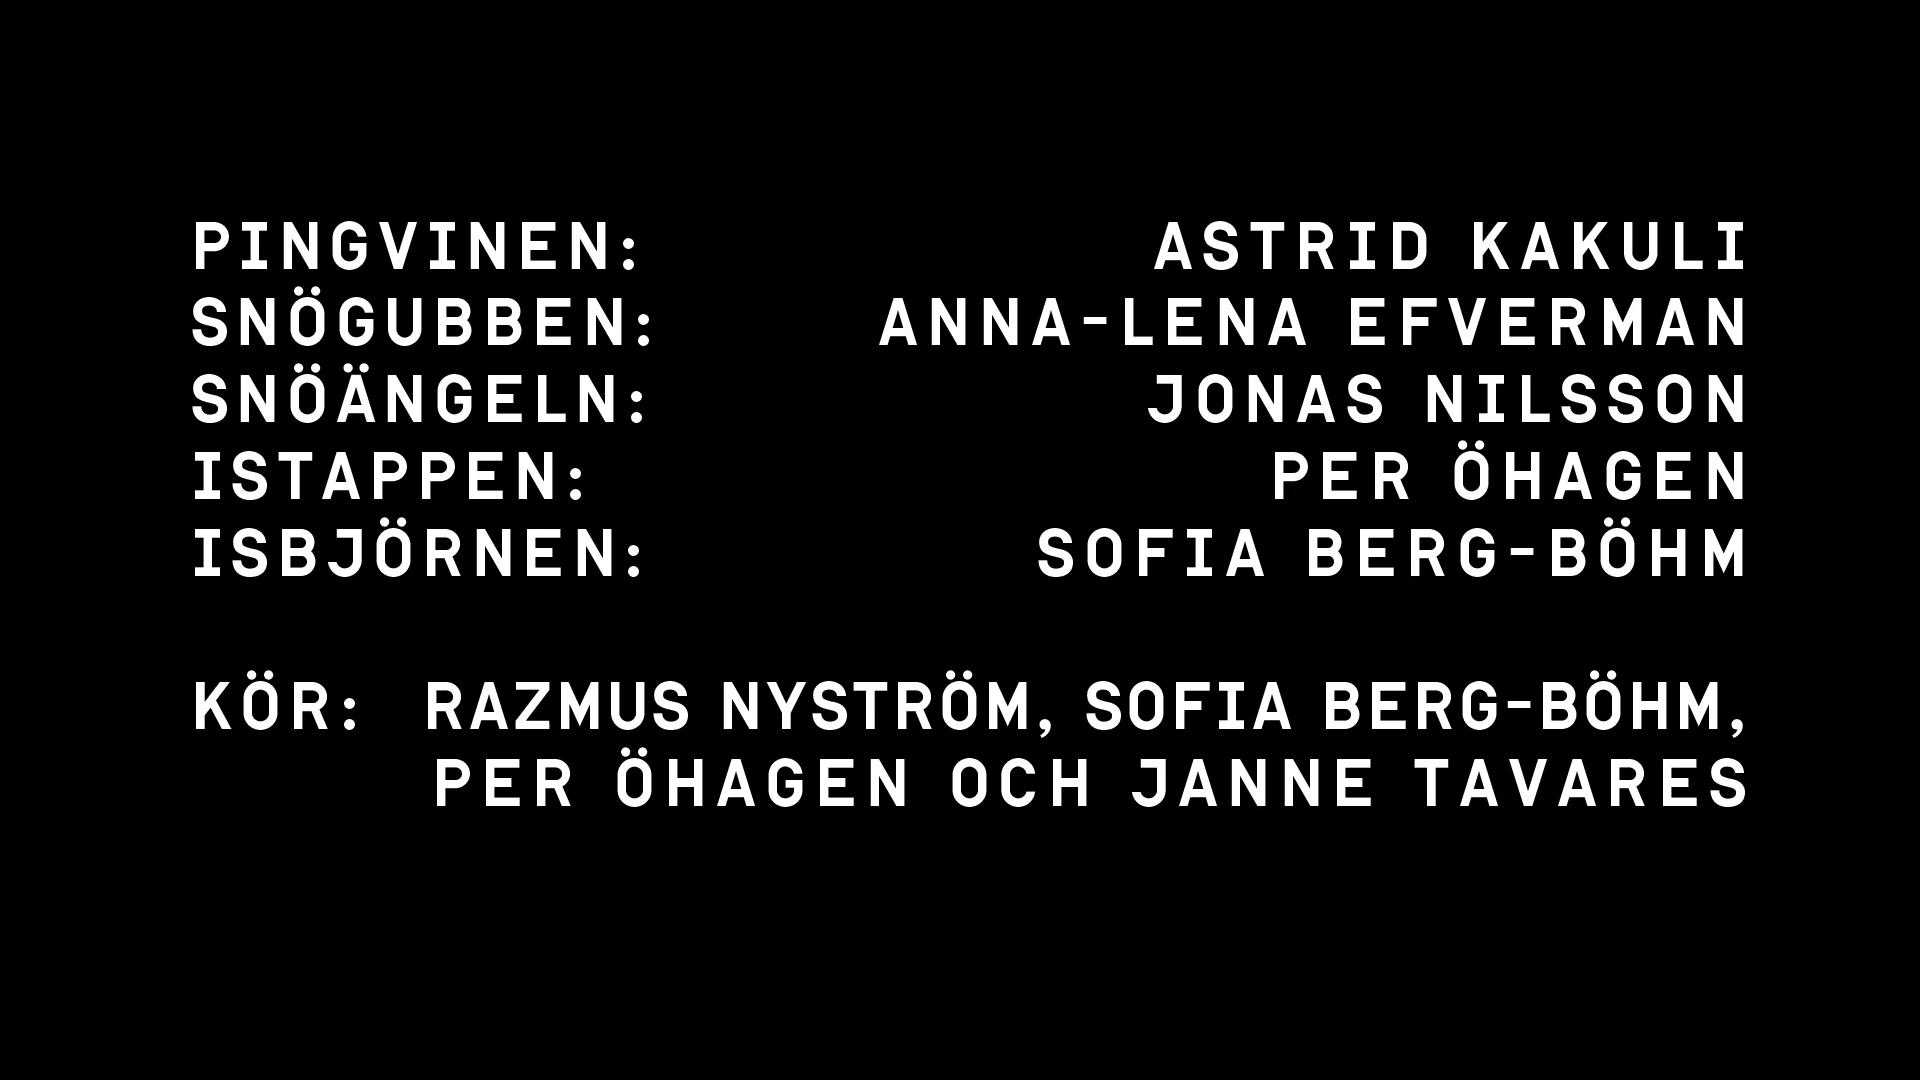 PINGVINEN: ASTRID KAKULI
SNÖGUBBEN: ANNA-LENA EFVERMAN
SNÖÄNGELN: JONAS NILSSON
ISTAPPEN: PER ÖHAGEN
ISBJÖRNEN: SOFIA BERG-BÖHM
KÖR: RAZMUS NYSTRÖM, SOFIA BERG-BÖHM,
PER ÖHAGEN OCH JANNE TAVARES